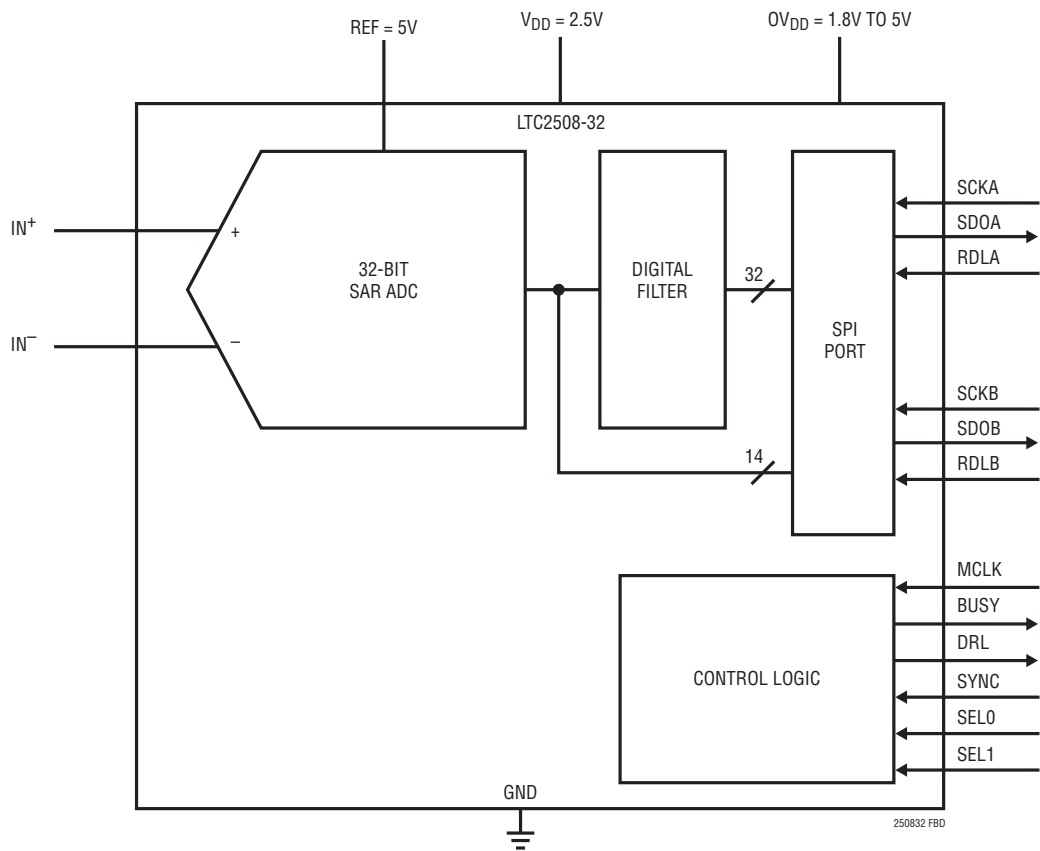 REF = 5V
VDD = 2.5V
OVDD = 1.8V TO 5V
LTC2508-32
IN+
+
32-BIT
SAR ADC
IN–
–
DIGITAL
FILTER
32
14
SPI
PORT
SCKA
SDOA
RDLA
SCKB
SDOB
RDLB
CONTROL LOGIC
MCLK
BUSY
DRL
SYNC
SEL0
SEL1
GND
250832 FBD